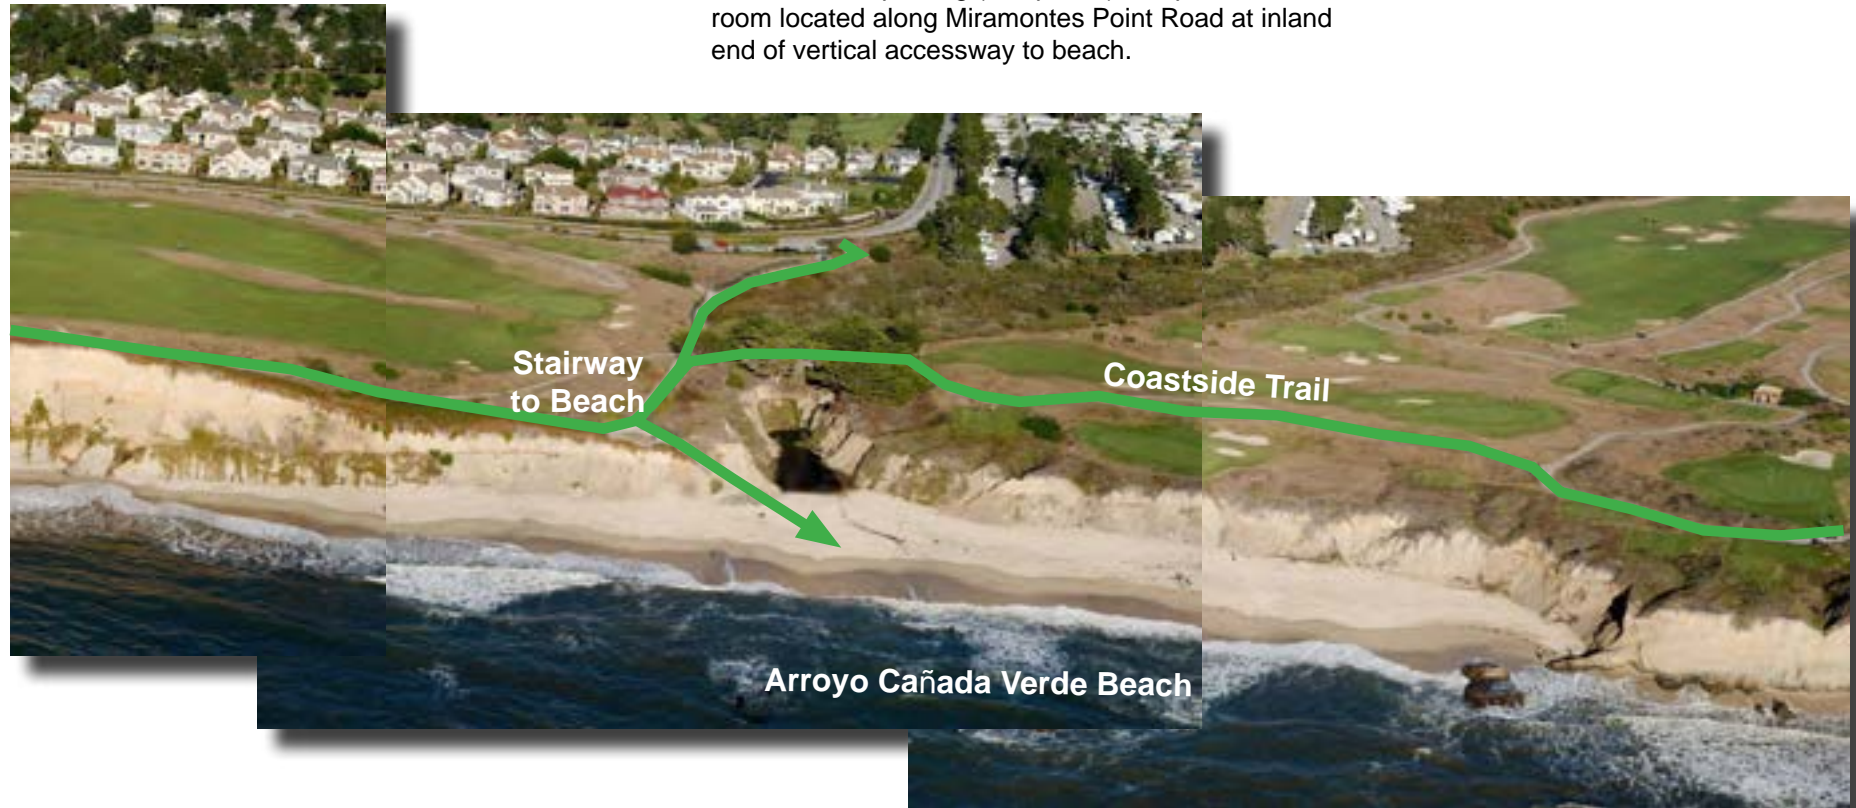 room located along Miramontes Point Road at inland
end of vertical accessway to beach.
Stairway
to Beach
Coastside Trail
Arroyo Cañada Verde Beach